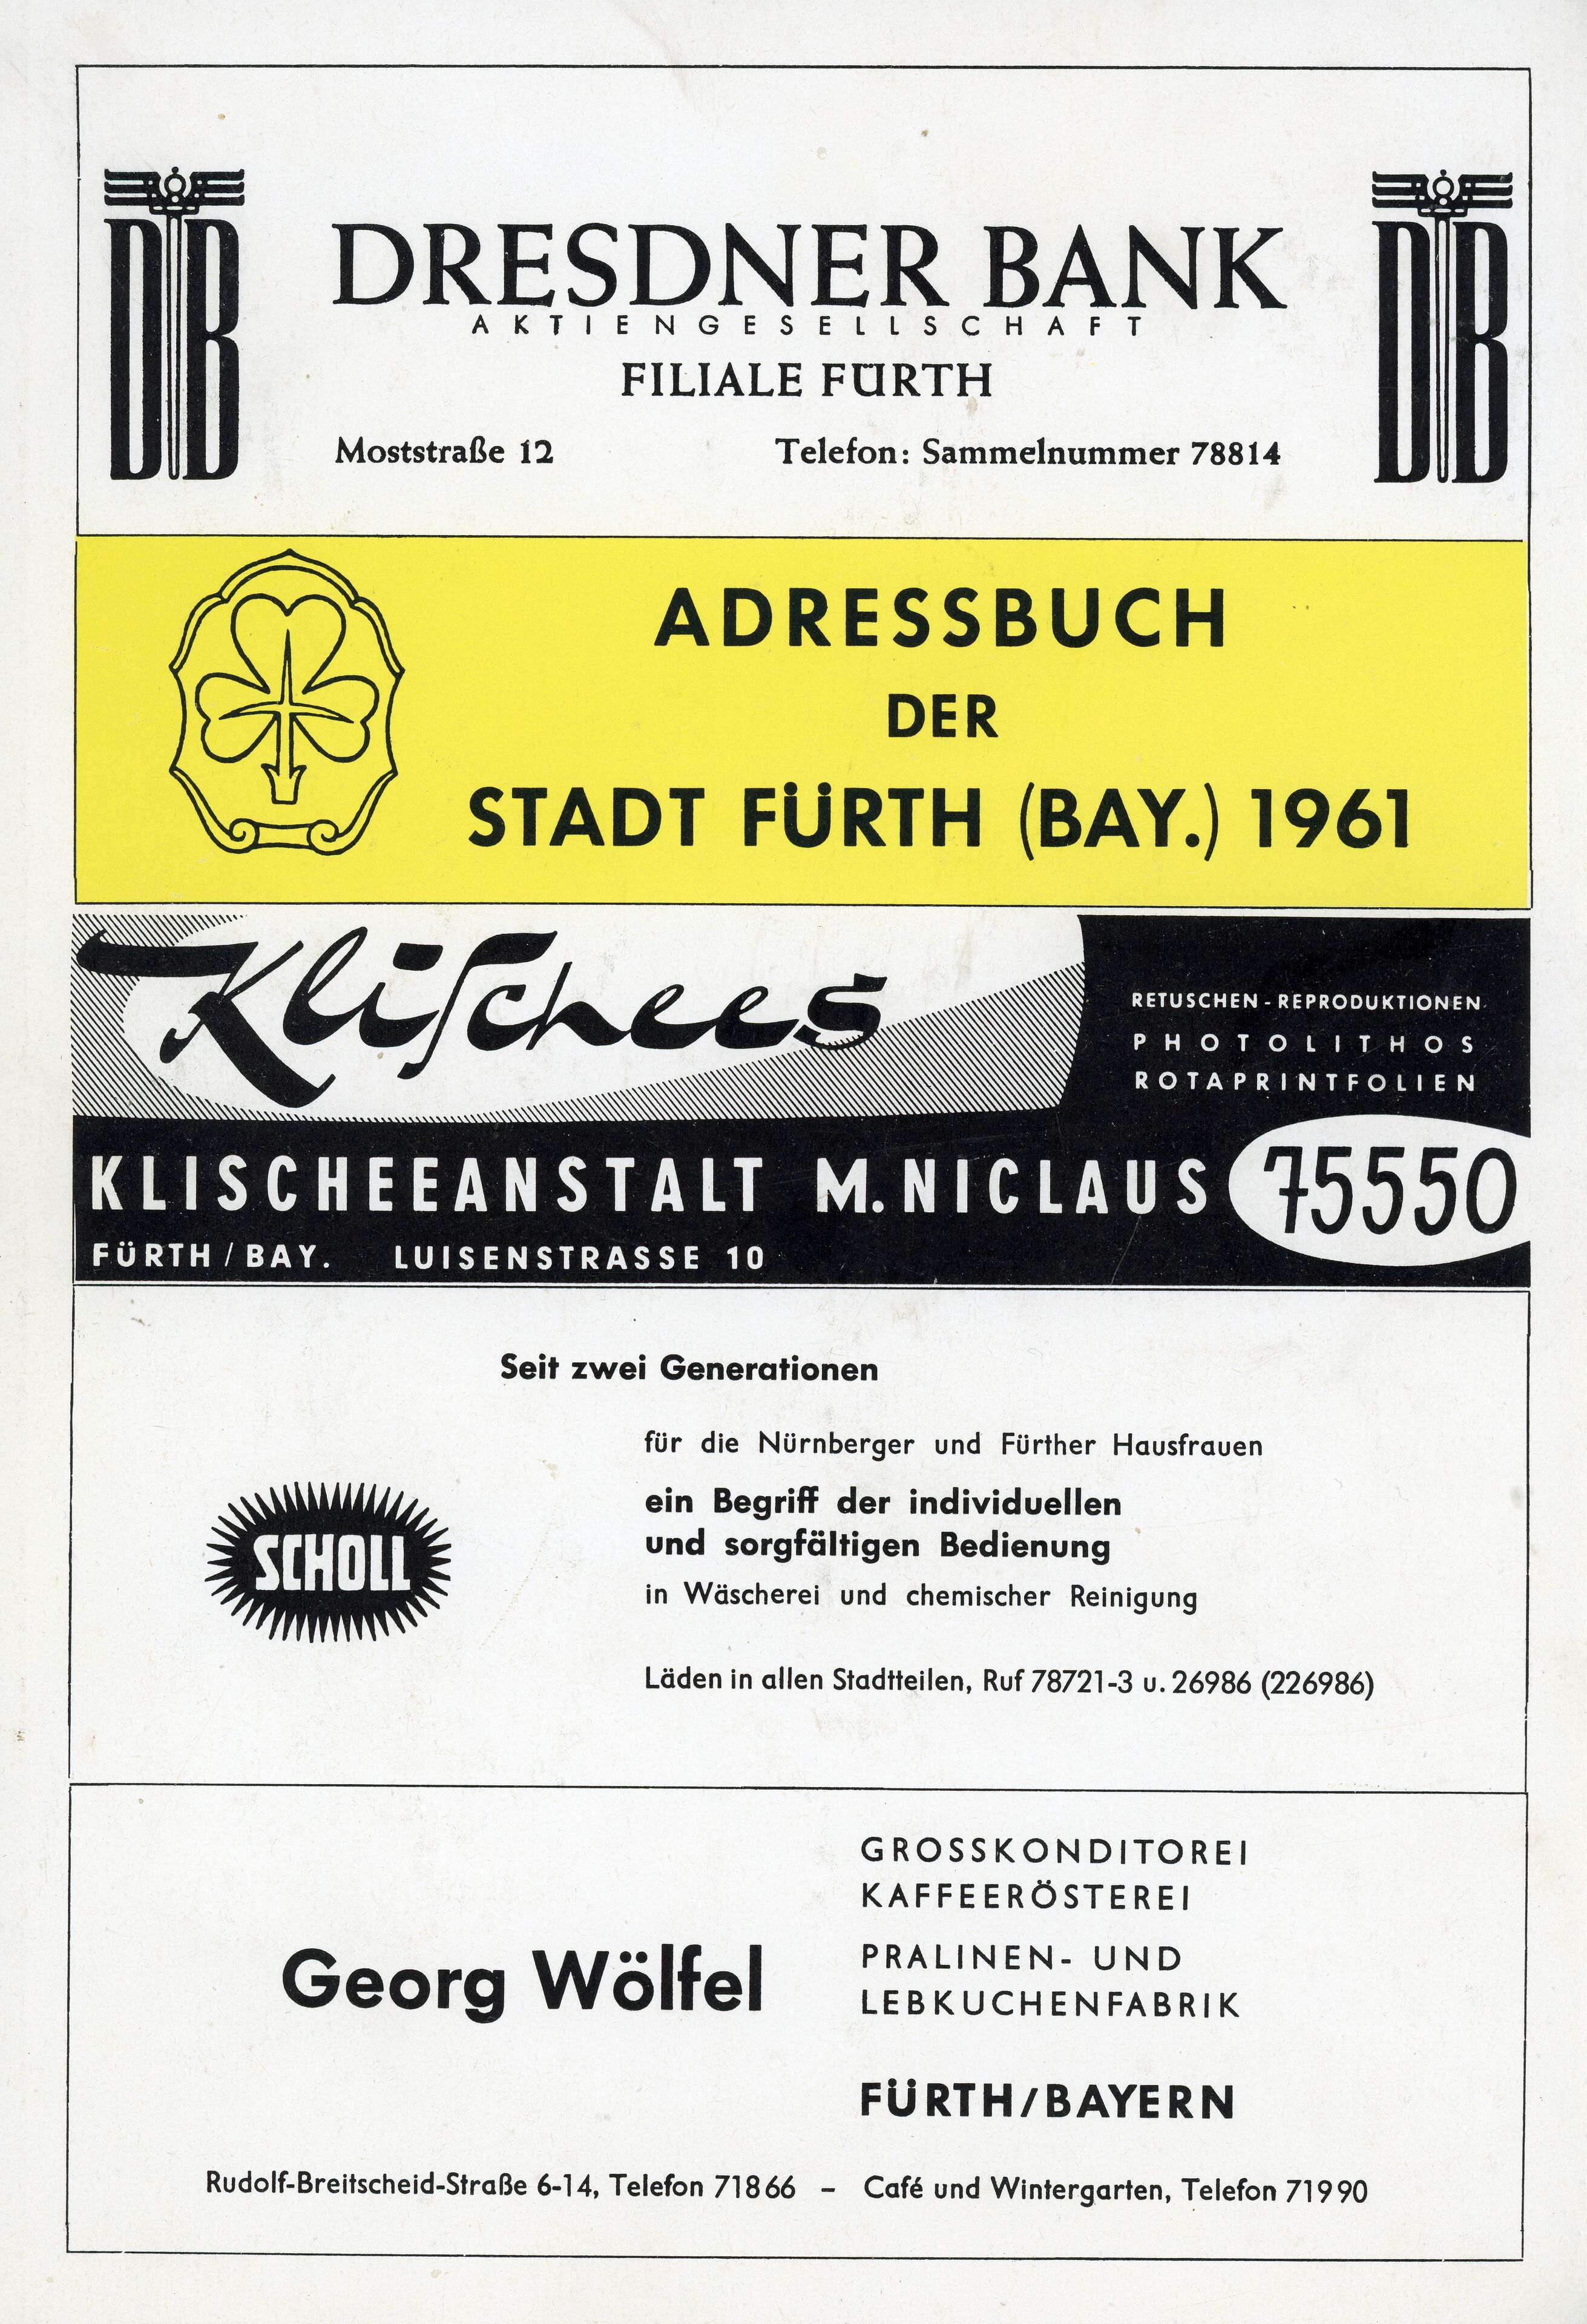 DB
DRESDNER BANK
AKTIENGESELLSCHAFT
FILIALE FÜRTH
Moststraße 12 Telefon: Sammelnummer 78814
DB
ADRESSBUCH
DER
STADT FÜRTH (BAY.) 1961
Klischees
RETUSCHEN-REPRODUKTIONEN
PHOTOLITHOS
ROTAPRINTFOLIEN
KLISCHEEANSTALT M. NICLAUS 75550
FÜRTH/BAY. LUISENSTRASSE 10
Seit zwei Generationen
für die Nürnberger und Fürther Hausfrauen
ein Begriff der individuellen
und sorgfältigen Bedienung
in Wäscherei und chemischer Reinigung
SCHOLL
Läden in allen Stadtteilen, Ruf 78721-3 u. 26986 (226986)
GROSSKONDITOREI
KAFFEERÖSTEREI
Georg Wölfel
PRALINEN- UND
LEBKUCHENFABRIK
FÜRTH/BAYERN
Rudolf-Breitscheid-Straße 6-14, Telefon 71866 – Café und Wintergarten, Telefon 71990